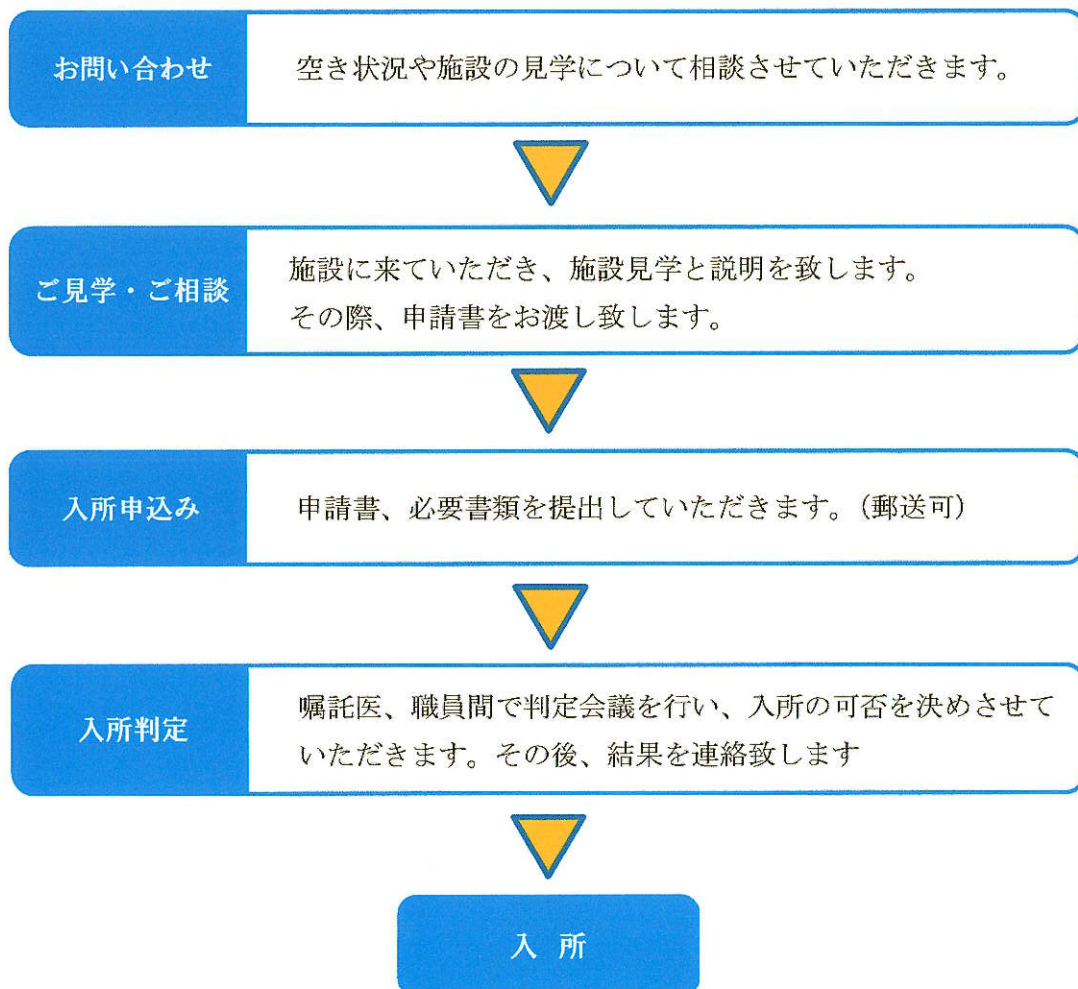 お問い合わせ
空き状況や施設の見学について相談させていただきます。
ご見学・ご相談
施設に来ていただき、施設見学と説明を致します。
その際、申請書をお渡し致します。
入所申込み
申請書、必要書類を提出していただきます。(郵送可)
入所判定
嘱託医、職員間で判定会議を行い、入所の可否を決めさせて
いただきます。その後、結果を連絡致します
入 所